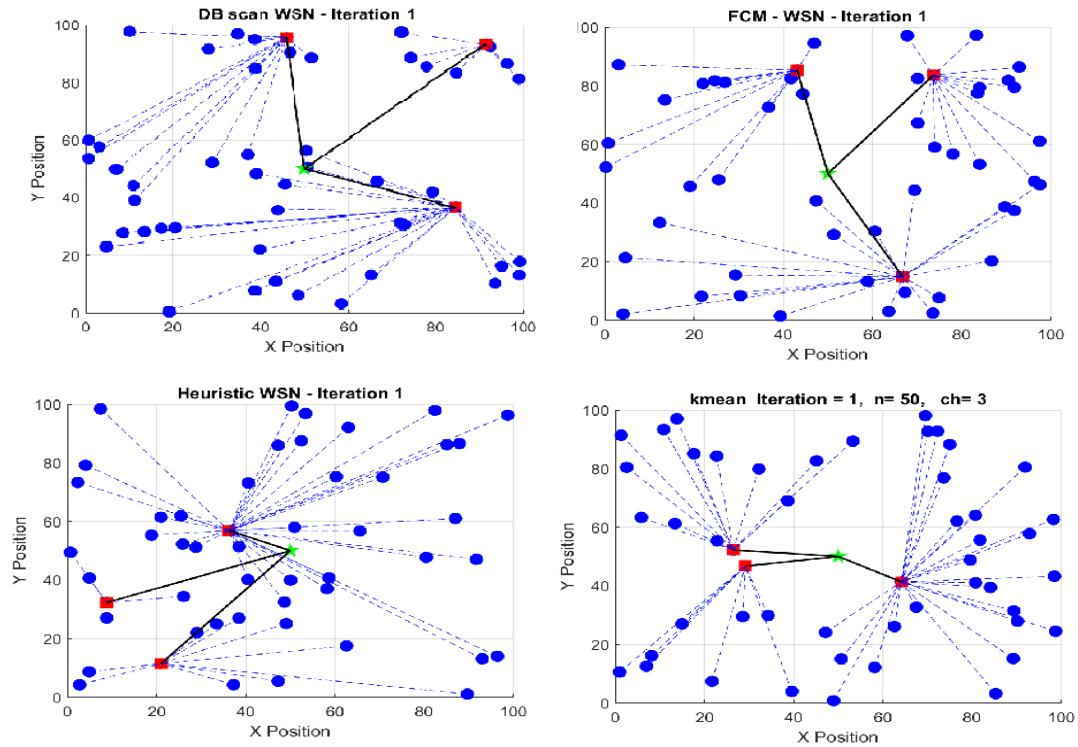 DB scan WSN - Iteration 1
100
80
60
40
20
0
Y Position
0 20 40 60 80 100
X Position
FCM - WSN - Iteration 1
100
80
60
40
20
0
Y Position
0 20 40 60 80 100
X Position
Heuristic WSN - Iteration 1
100
80
60
40
20
0
Y Position
0 20 40 60 80 100
X Position
kmean Iteration = 1, n= 50, ch= 3
100
80
60
40
20
0
Y Position
0 20 40 60 80 100
X Position